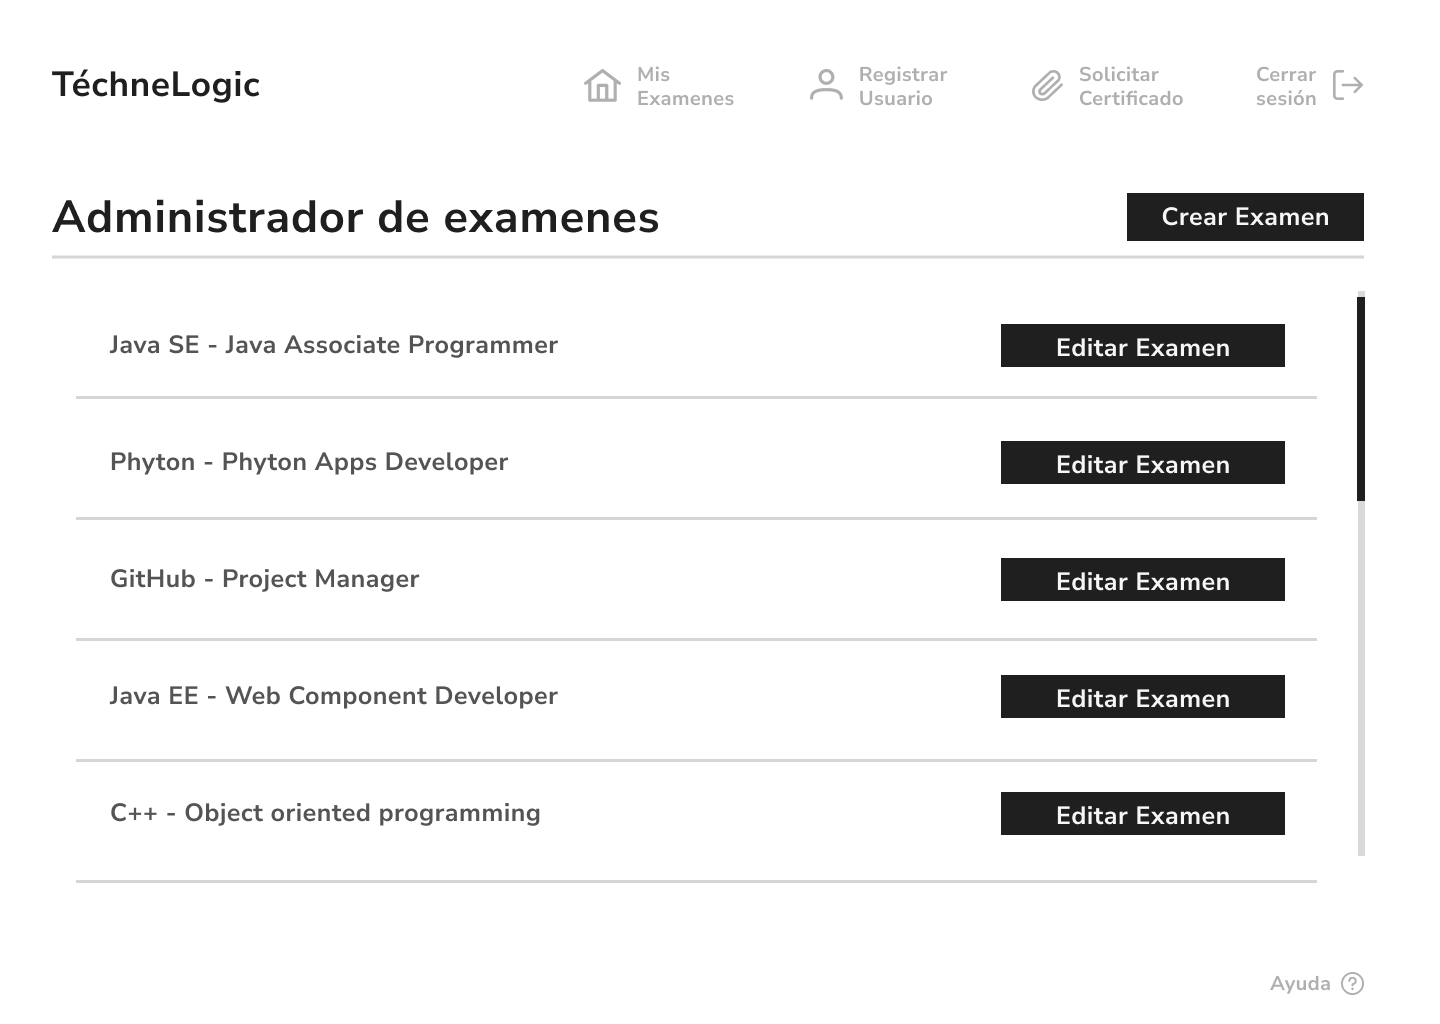 TéchneLogic
Mis
Examenes
Registrar
Usuario
Solicitar
Certificado
Cerrar
sesión
Administrador de examenes
Crear Examen
Java SE - Java Associate Programmer
Editar Examen
Phyton - Phyton Apps Developer
Editar Examen
GitHub - Project Manager
Editar Examen
Java EE - Web Component Developer
Editar Examen
C++ - Object oriented programming
Editar Examen
Ayuda ?